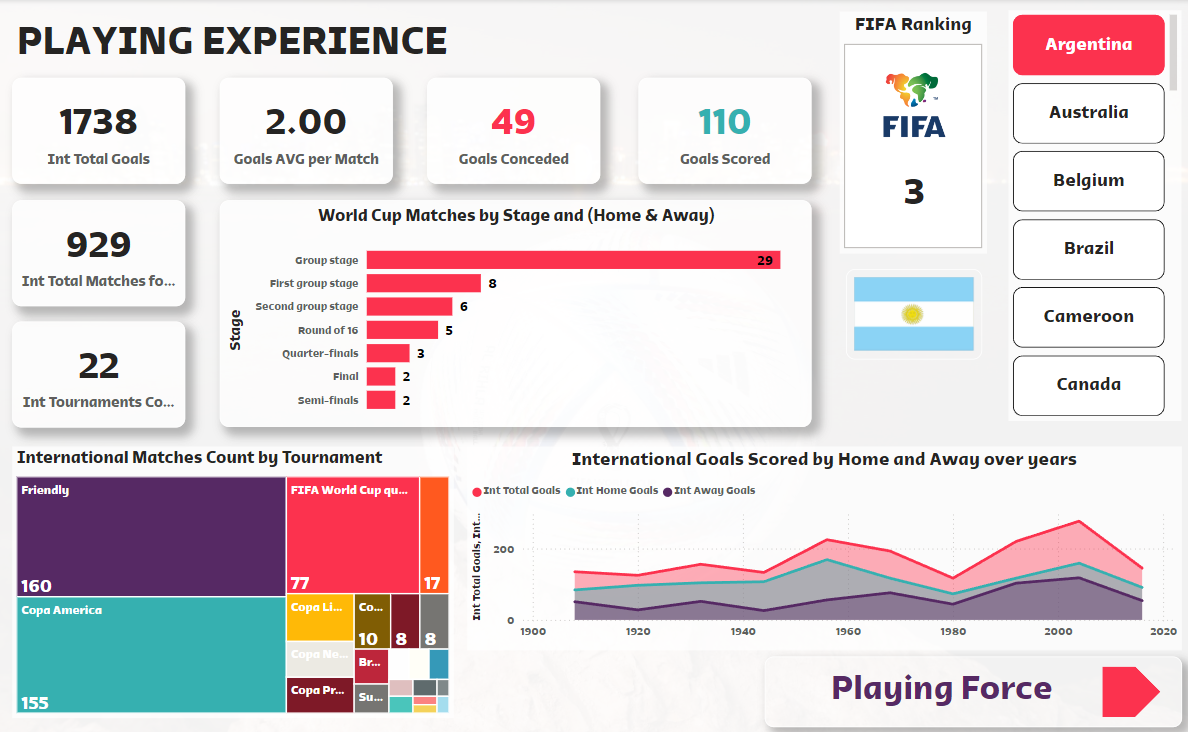 PLAYING EXPERIENCE
1738
Int Total Goals
2.00
Goals AVG per Match
49
Goals Conceded
110
Goals Scored
929
Int Total Matches fo...
22
Int Tournaments Co...
World Cup Matches by Stage and (Home & Away)
Stage
Group stage
29
First group stage
8
Second group stage
6
Round of 16
5
Quarter-finals
3
Final
2
Semi-finals
2
FIFA Ranking
FIFA
3
Argentina
Australia
Belgium
Brazil
Cameroon
Canada
International Matches Count by Tournament
Friendly
160
Copa America
155
FIFA World Cup qu...
77
17
Copa Li...
Co...
10
8
8
Copa Ne...
Br...
Copa Pr...
Su...
International Goals Scored by Home and Away over years
Int Total Goals
Int Home Goals
Int Away Goals
Int Total Goals, Int...
200
0
1900
1920
1940
1960
1980
2000
2020
Playing Force